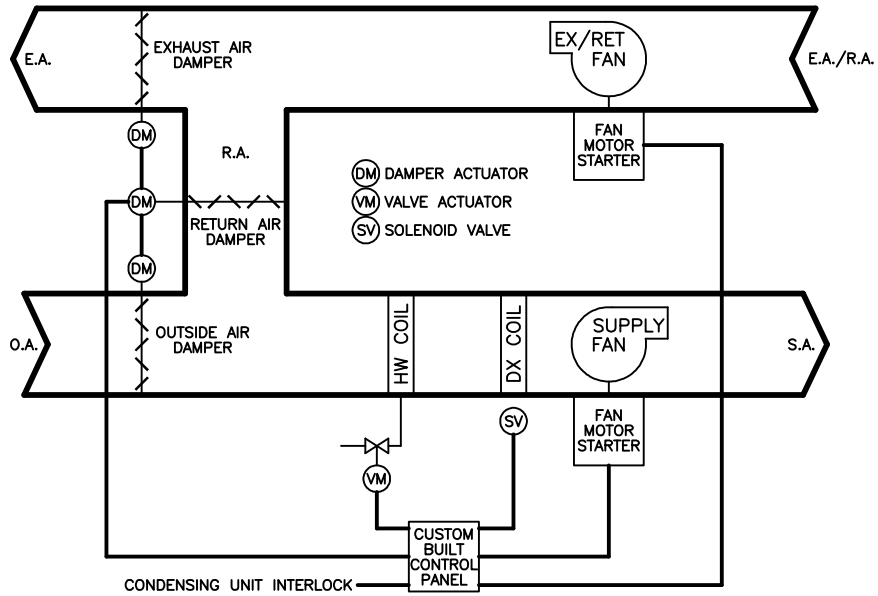 E.A.
EXHAUST AIR
DAMPER
EX/RET
FAN
E.A./R.A.
DM
R.A.
FAN
MOTOR
STARTER
DM DAMPER ACTUATOR
DM
VM VALVE ACTUATOR
RETURN AIR
DAMPER
SV SOLENOID VALVE
DM
O.A.
OUTSIDE AIR
DAMPER
HW COIL
DX COIL
SUPPLY
FAN
S.A.
SV
FAN
MOTOR
STARTER
VM
CUSTOM
BUILT
CONTROL
PANEL
CONDENSING UNIT INTERLOCK